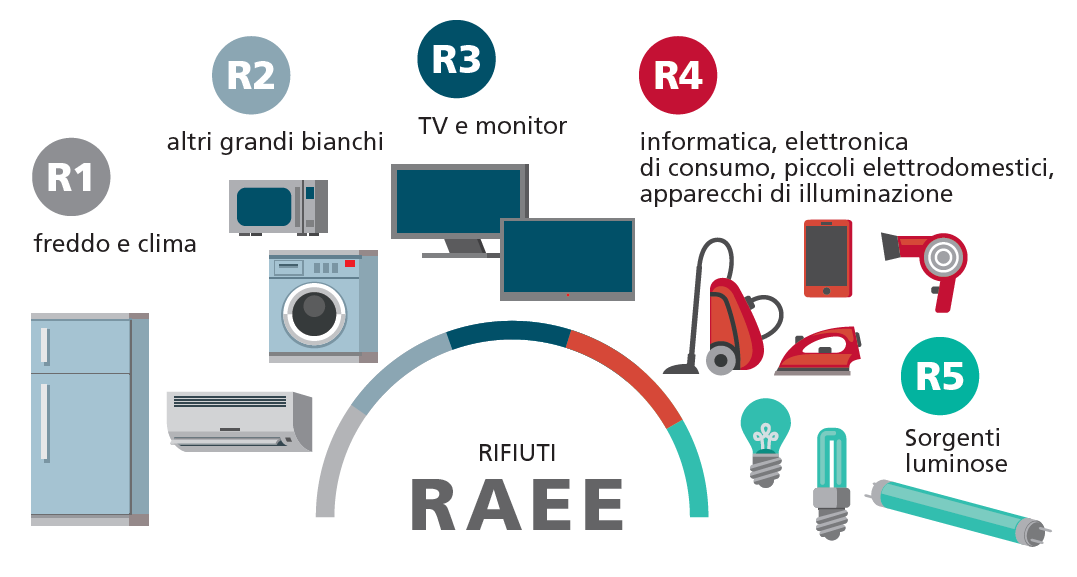 R1
freddo e clima
R2
altri grandi bianchi
R3
TV e monitor
R4
informatica, elettronica
di consumo, piccoli elettrodomestici,
apparecchi di illuminazione
R5
Sorgenti
luminose
RIFIUTI
RAEE